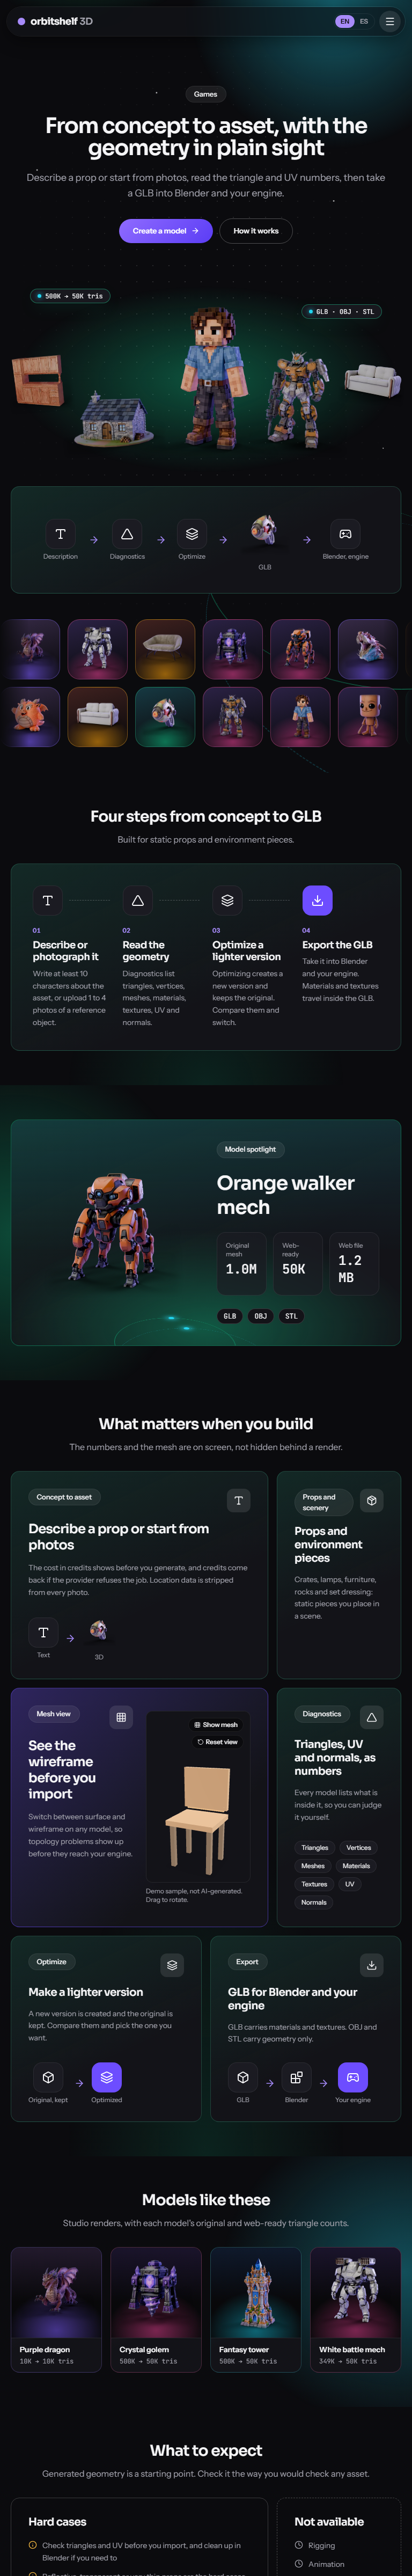 orbitshelf 3D
EN ES
Games
From concept to asset, with the
geometry in plain sight
Describe a prop or start from photos, read the triangle and UV numbers, then take
a GLB into Blender and your engine.
Create a model
How it works
500K → 50K tris
GLB · OBJ · STL
Description
Diagnostics
Optimize
GLB
Blender, engine
Four steps from concept to GLB
Built for static props and environment pieces.
01
Describe or
photograph it
Write at least 10
characters about the
asset, or upload 1 to 4
photos of a reference
object.
02
Read the
geometry
Diagnostics list
triangles, vertices,
meshes, materials,
textures, UV and
normals.
03
Optimize a
lighter version
Optimizing creates a
new version and
keeps the original.
Compare them and
switch.
04
Export the GLB
Take it into Blender
and your engine.
Materials and textures
travel inside the GLB.
Model spotlight
Orange walker
mech
Original
mesh
1.0M
Web-
ready
50K
Web file
1.2
MB
GLB
OBJ
STL
What matters when you build
The numbers and the mesh are on screen, not hidden behind a render.
Concept to asset
Describe a prop or start from
photos
The cost in credits shows before you generate, and credits come
back if the provider refuses the job. Location data is stripped
from every photo.
Text
3D
Props and
scenery
Props and
environment
pieces
Crates, lamps, furniture,
rocks and set dressing:
static pieces you place in
a scene.
Mesh view
See the
wireframe
before you
import
Switch between surface and
wireframe on any model, so
topology problems show up
before they reach your engine.
Show mesh
Reset view
Demo sample, not AI-generated.
Drag to rotate.
Diagnostics
Triangles, UV
and normals, as
numbers
Every model lists what is
inside it, so you can judge
it yourself.
Triangles
Vertices
Meshes
Materials
Textures
UV
Normals
Optimize
Make a lighter version
A new version is created and the original is
kept. Compare them and pick the one you
want.
Original, kept
Optimized
Export
GLB for Blender and your
engine
GLB carries materials and textures. OBJ and
STL carry geometry only.
GLB
Blender
Your engine
Models like these
Studio renders, with each model's original and web-ready triangle counts.
Purple dragon
10K → 10K tris
Crystal golem
500K → 50K tris
Fantasy tower
500K → 50K tris
White battle mech
349K → 50K tris
What to expect
Generated geometry is a starting point. Check it the way you would check any asset.
Hard cases
Check triangles and UV before you import, and clean up in
Blender if you need to
Not available
Rigging
Animation